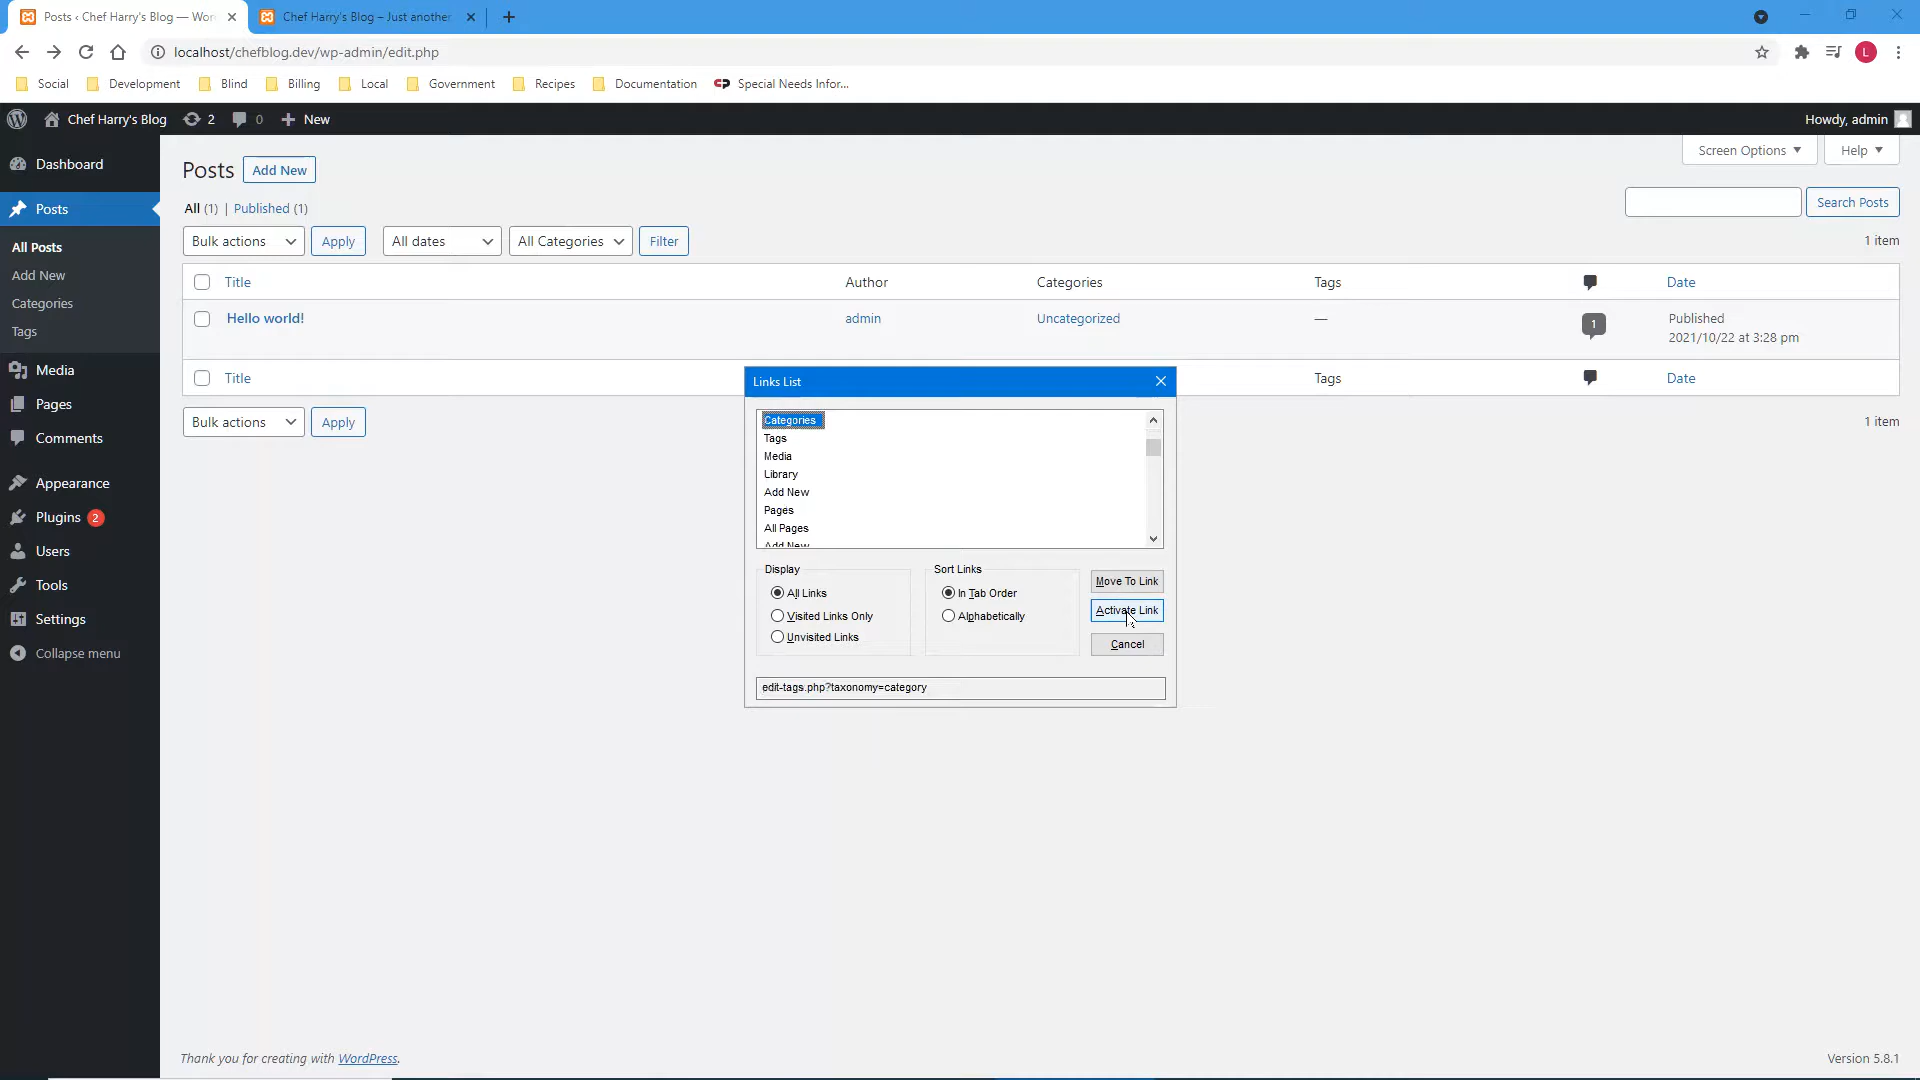 Posts ‹ Chef Harry's Blog — Wor
Chef Harry's Blog – Just another
localhost/chefblog.dev/wp-admin/edit.php
L
Social
Development
Blind
Billing
Local
Government
Recipes
Documentation
Special Needs Infor...
Chef Harry's Blog
2
0
New
Howdy, admin
Dashboard
Posts
All Posts
Add New
Categories
Tags
Media
Pages
Comments
Appearance
Plugins 2
Users
Tools
Settings
Collapse menu
Screen Options
Help
Posts
Add New
All (1) | Published (1)
Search Posts
Bulk actions
Apply
All dates
All Categories
Filter
1 item
Title
Author
Categories
Tags
Date
Hello world!
admin
Uncategorized
—
1
Published
2021/10/22 at 3:28 pm
Title
Tags
Date
Bulk actions
Apply
1 item
Links List
Categories
Tags
Media
Library
Add New
Pages
All Pages
Add New
Display
All Links
Visited Links Only
Unvisited Links
Sort Links
In Tab Order
Alphabetically
Move To Link
Activate Link
Cancel
edit-tags.php?taxonomy=category
Thank you for creating with WordPress.
Version 5.8.1